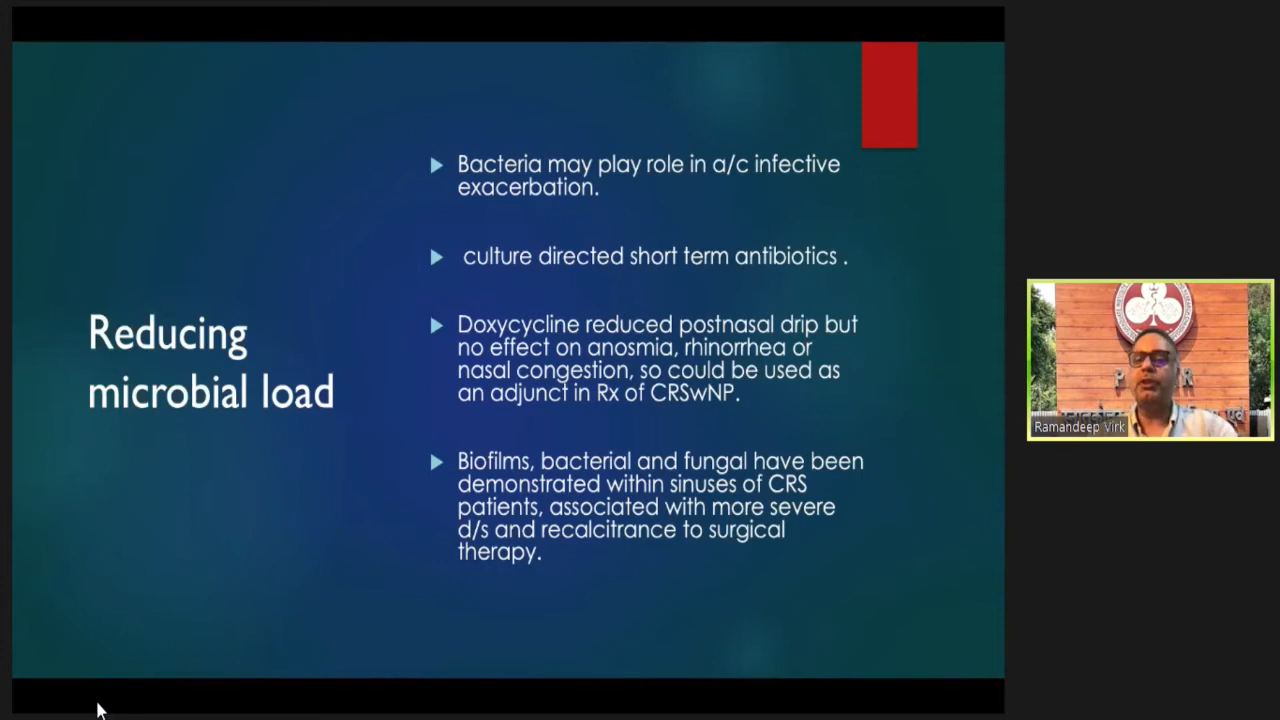 Reducing
microbial load
Bacteria may play role in a/c infective
exacerbation.
culture directed short term antibiotics .
Doxycycline reduced postnasal drip but
no effect on anosmia, rhinorrhea or
nasal congestion, so could be used as
an adjunct in Rx of CRSwNP.
Biofilms, bacterial and fungal have been
demonstrated within sinuses of CRS
patients, associated with more severe
d/s and recalcitrance to surgical
therapy.
Ramandeep Virk